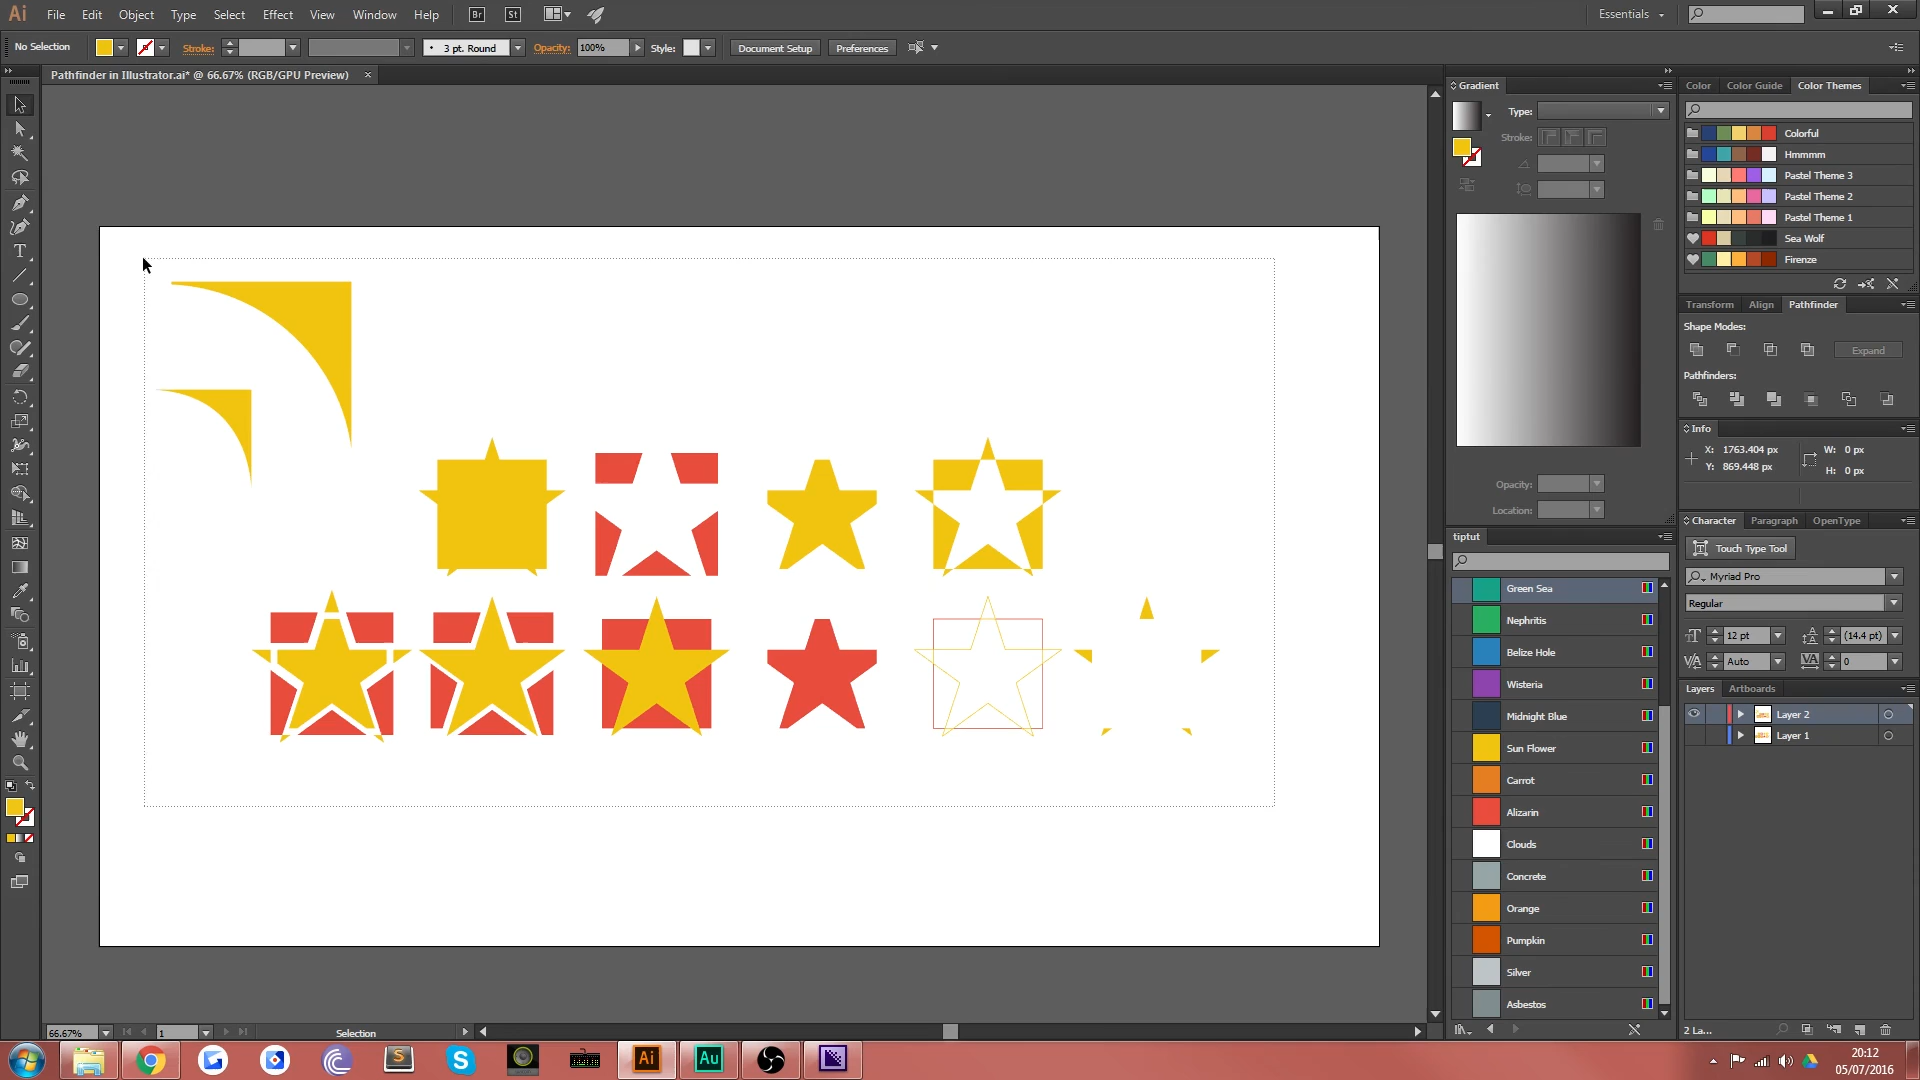 Ai File Edit Object Type Select Effect View Window Help Br St Essentials
No Selection Stroke: 3 pt. Round Opacity: 100% Style: Document Setup Preferences
Pathfinder in Illustrator.ai* @ 66.67% (RGB/GPU Preview)
Gradient
Type:
Stroke:
Opacity:
Location:
Color Color Guide Color Themes
Colorful
Hmmmm
Pastel Theme 3
Pastel Theme 2
Pastel Theme 1
Sea Wolf
Firenze
Transform Align Pathfinder
Shape Modes:
Expand
Pathfinders:
Info
X: 1763.404 px W: 0 px
Y: 869.448 px H: 0 px
Character Paragraph OpenType
Touch Type Tool
Myriad Pro
Regular
12 pt (14.4 pt)
Auto 0
tiptut
Green Sea
Nephritis
Belize Hole
Wisteria
Midnight Blue
Sun Flower
Carrot
Alizarin
Clouds
Concrete
Orange
Pumpkin
Silver
Asbestos
Layers Artboards
Layer 2
Layer 1
2 La...
66.67% 1 Selection
S Ai Au
20:12
05/07/2016